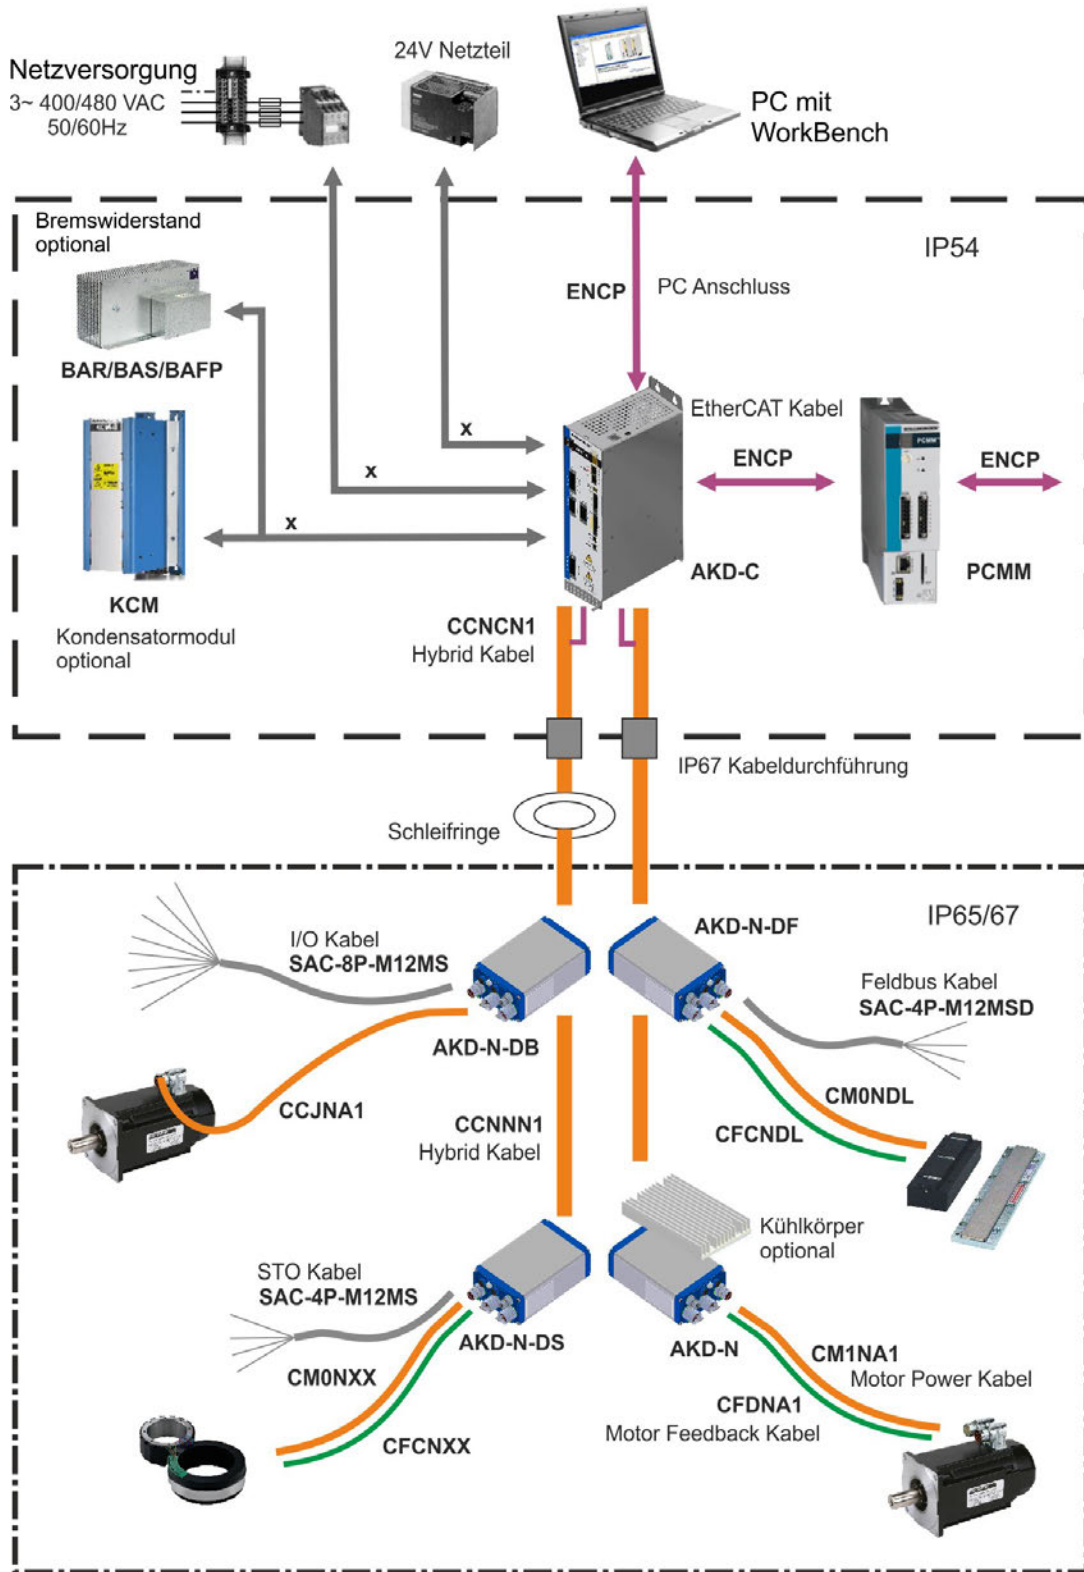 24V Netzteil
Netzversorgung
3~ 400/480 VAC
50/60Hz
PC mit
WorkBench
Bremswiderstand
optional
IP54
ENCP
PC Anschluss
BAR/BAS/BAFP
EtherCAT Kabel
x
ENCP
ENCP
x
x
PCMM
AKD-C
PCMM
KCM
Kondensatormodul
optional
CCNCN1
Hybrid Kabel
IP67 Kabeldurchführung
Schleifringe
IP65/67
I/O Kabel
SAC-8P-M12MS
AKD-N-DF
Feldbus Kabel
SAC-4P-M12MSD
AKD-N-DB
CCJNA1
CM0NDL
CFCNDL
CCNNN1
Hybrid Kabel
Kühlkörper
optional
STO Kabel
SAC-4P-M12MS
AKD-N-DS
AKD-N
CM0NXX
CM1NA1
Motor Power Kabel
CFCNXX
CFDNA1
Motor Feedback Kabel